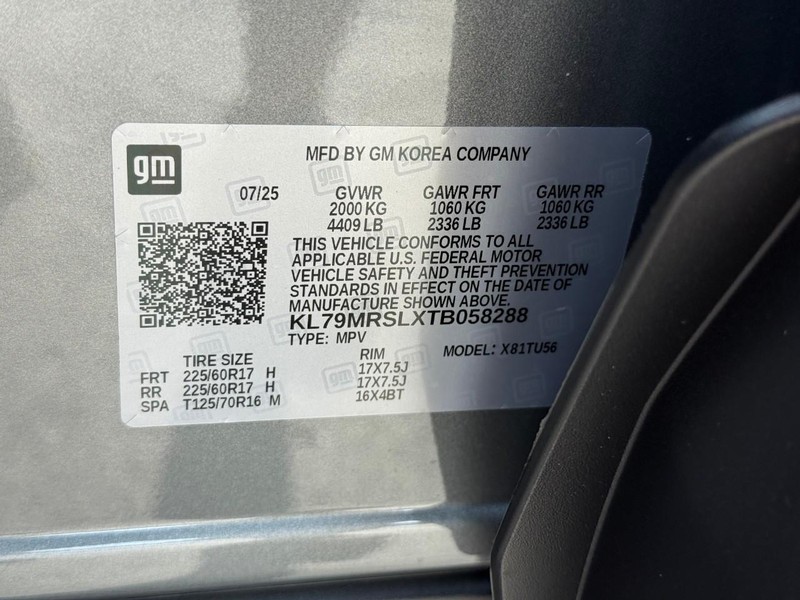 gm
MFD BY GM KOREA COMPANY
07/25 GVWR GAWR FRT GAWR RR
2000 KG 1060 KG 1060 KG
4409 LB 2336 LB 2336 LB
THIS VEHICLE CONFORMS TO ALL
APPLICABLE U.S. FEDERAL MOTOR
VEHICLE SAFETY AND THEFT PREVENTION
STANDARDS IN EFFECT ON THE DATE OF
MANUFACTURE SHOWN ABOVE.
KL79MRSLXTB058288
TYPE: MPV MODEL: X81TU56
TIRE SIZE RIM
FRT 225/60R17 H 17X7.5J
RR 225/60R17 H 17X7.5J
SPA T125/70R16 M 16X4BT